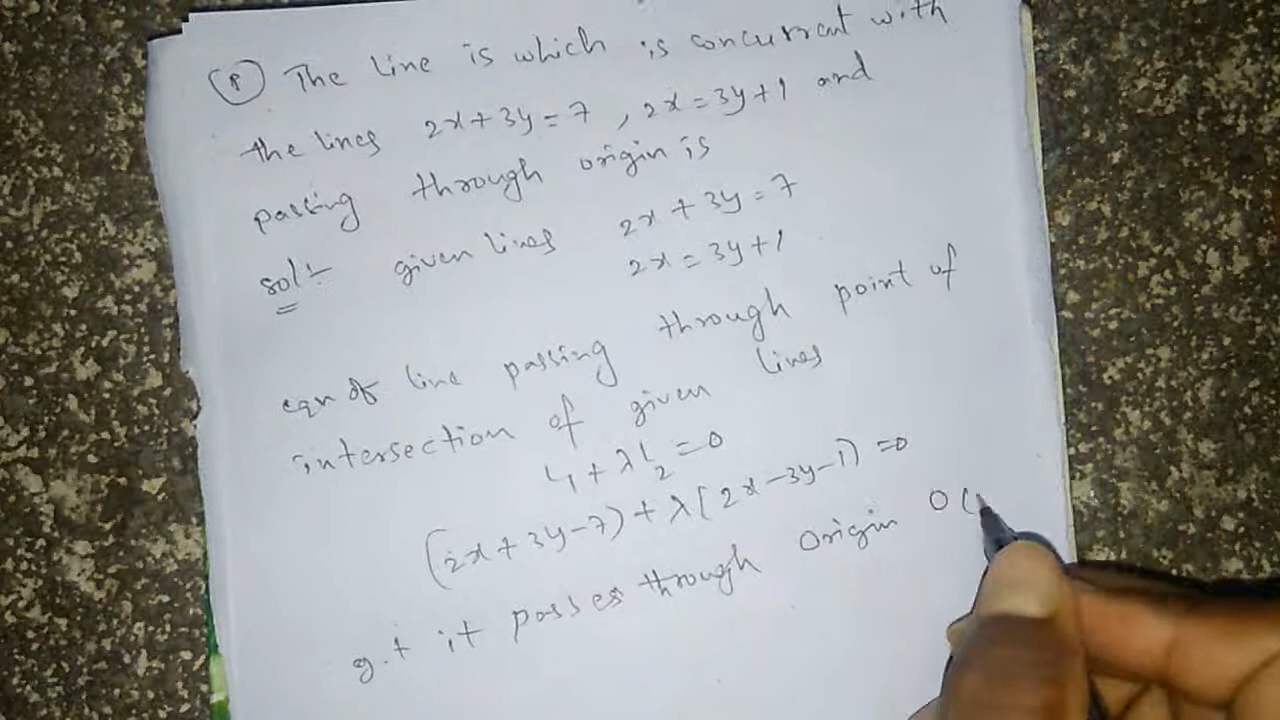 (P) The line is which is concurrent with
the lines 2x+3y=7, 2x=3y+1 and
passing through origin is
sol:- given lines 2x+3y=7
2x=3y+1
eqn of line passing through point of
intersection of given lines
L₁+λL₂=0
(2x+3y-7)+λ(2x-3y-1)=0
g.t it passes through origin O(